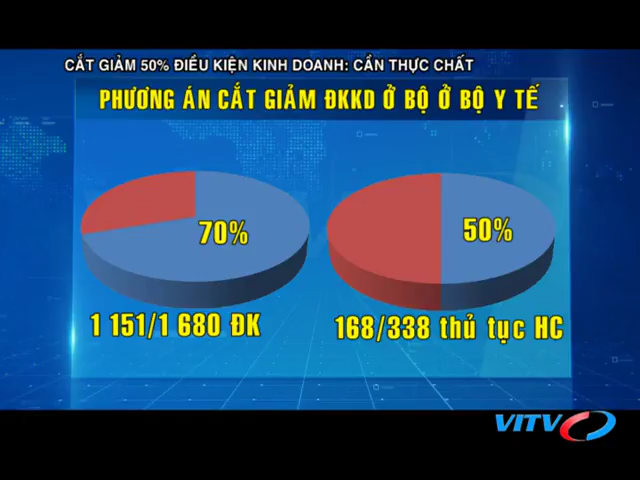 CẮT GIẢM 50% ĐIỀU KIỆN KINH DOANH: CẦN THỰC CHẤT
PHƯƠNG ÁN CẮT GIẢM ĐKKD Ở BỘ Ở BỘ Y TẾ
70%
50%
1 151/1 680 ĐK
168/338 thủ tục HC
VITV